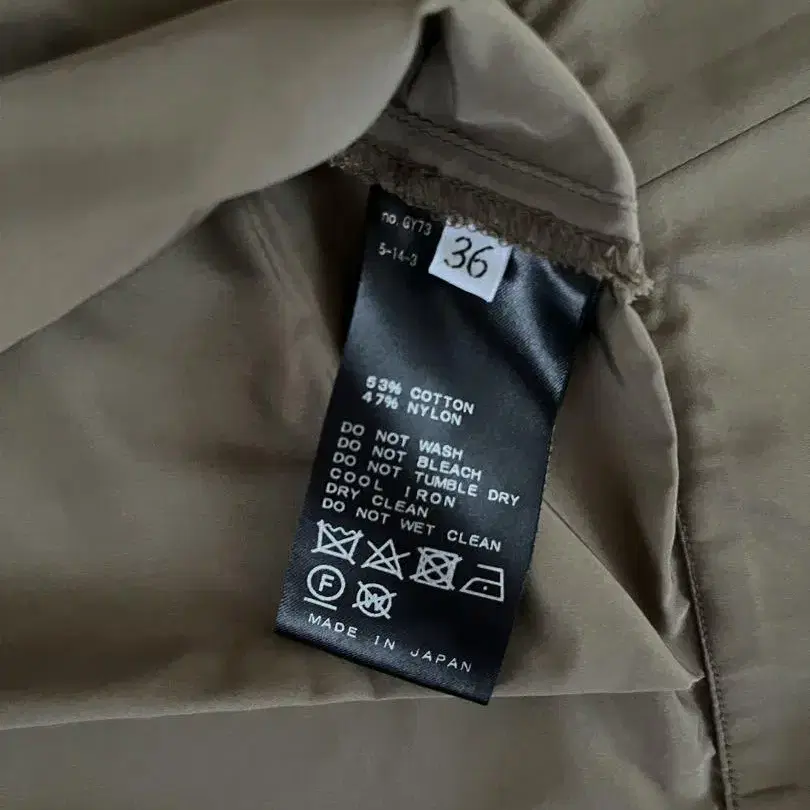 no. GY73
5-14-3
36
53% COTTON
47% NYLON
DO NOT WASH
DO NOT BLEACH
DO NOT TUMBLE DRY
COOL IRON
DRY CLEAN
DO NOT WET CLEAN
F
W
MADE IN JAPAN